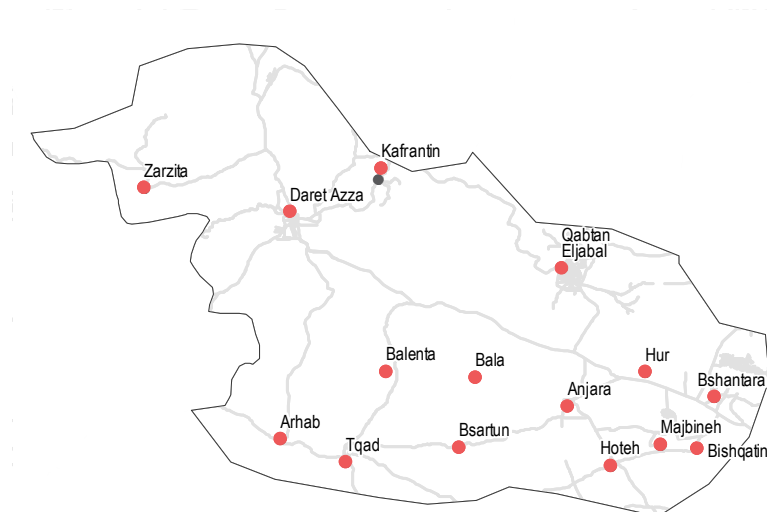 Kafrantin
Zarzita
Daret Azza
Qabtan
Eljabal
Balenta
Bala
Hur
Bshantara
Anjara
Arhab
Tqad
Bsartun
Majbineh
Hoteh
Bishqatin